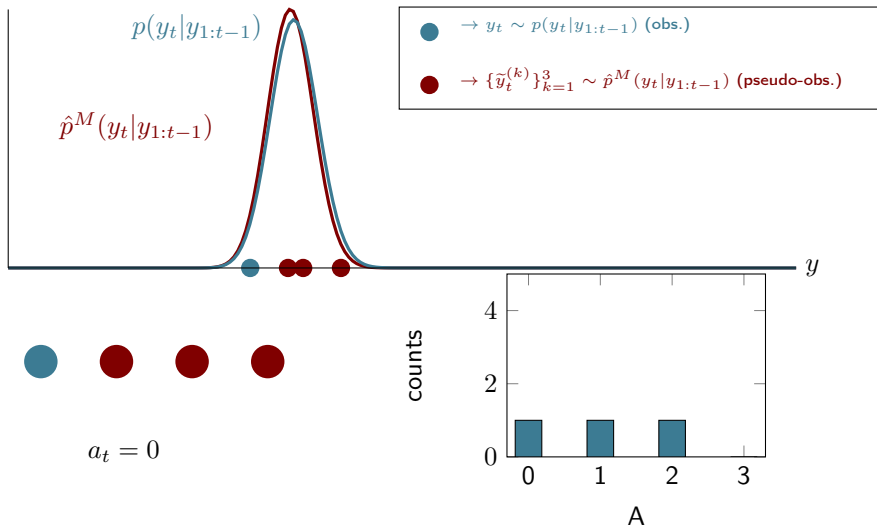 p(y_t|y_{1:t−1})
→ y_t ∼ p(y_t|y_{1:t−1}) (obs.)
→ {ỹ_t^{(k)}}_{k=1}^3 ∼ p̂^M(y_t|y_{1:t−1}) (pseudo-obs.)
p̂^M(y_t|y_{1:t−1})
y
counts
4
2
0
0 1 2 3
A
a_t = 0